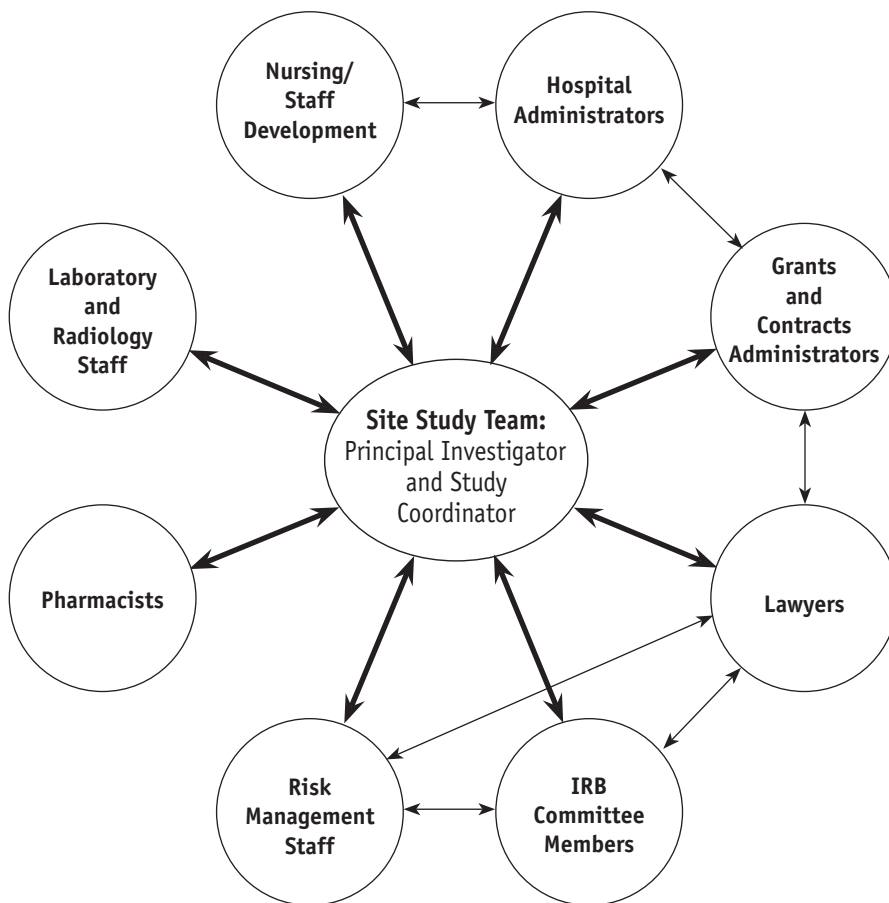 Nursing/
Staff
Development
Hospital
Administrators
Laboratory
and
Radiology
Staff
Grants
and
Contracts
Administrators
Site Study Team:
Principal Investigator
and Study
Coordinator
Pharmacists
Lawyers
Risk
Management
Staff
IRB
Committee
Members